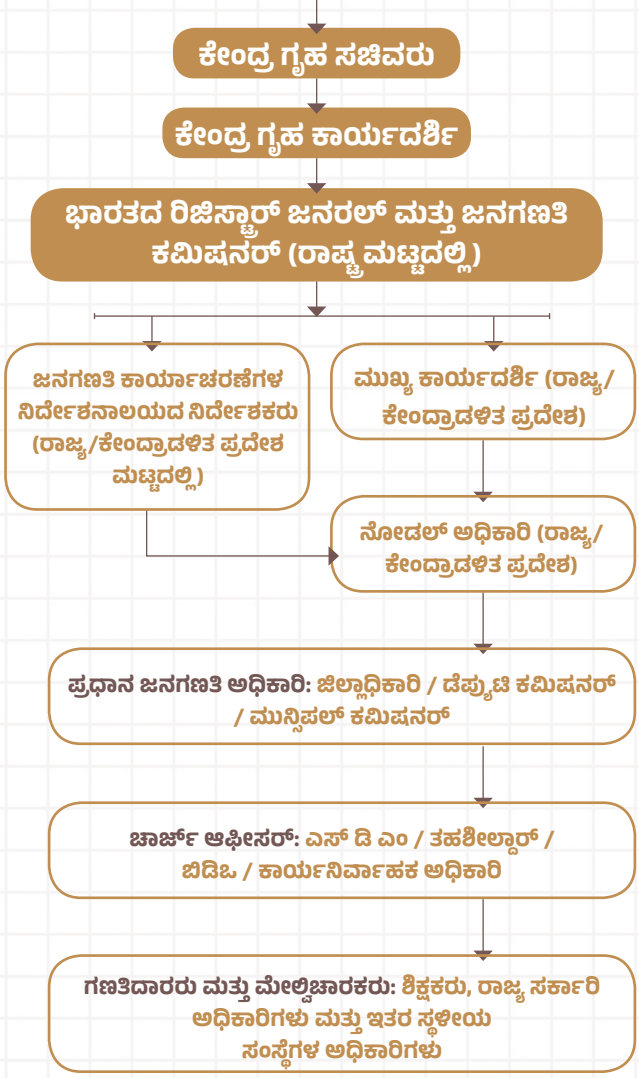 ಕೇಂದ್ರ ಗೃಹ ಸಚಿವರು
ಕೇಂದ್ರ ಗೃಹ ಕಾರ್ಯದರ್ಶಿ
ಭಾರತದ ರಿಜಿಸ್ಟ್ರಾರ್ ಜನರಲ್ ಮತ್ತು ಜನಗಣತಿ
ಕಮಿಷನರ್ (ರಾಷ್ಟ್ರ ಮಟ್ಟದಲ್ಲಿ)
ಜನಗಣತಿ ಕಾರ್ಯಾಚರಣೆಗಳ
ನಿರ್ದೇಶನಾಲಯದ ನಿರ್ದೇಶಕರು
(ರಾಜ್ಯ/ಕೇಂದ್ರಾಡಳಿತ ಪ್ರದೇಶ
ಮಟ್ಟದಲ್ಲಿ)
ಮುಖ್ಯ ಕಾರ್ಯದರ್ಶಿ (ರಾಜ್ಯ/
ಕೇಂದ್ರಾಡಳಿತ ಪ್ರದೇಶ)
ನೋಡಲ್ ಅಧಿಕಾರಿ (ರಾಜ್ಯ/
ಕೇಂದ್ರಾಡಳಿತ ಪ್ರದೇಶ)
ಪ್ರಧಾನ ಜನಗಣತಿ ಅಧಿಕಾರಿ: ಜಿಲ್ಲಾಧಿಕಾರಿ / ಡೆಪ್ಯುಟಿ ಕಮಿಷನರ್
/ ಮುನ್ಸಿಪಲ್ ಕಮಿಷನರ್
ಚಾರ್ಜ್ ಆಫೀಸರ್: ಎಸ್ ಡಿ ಎಂ / ತಹಶೀಲ್ದಾರ್ /
ಬಿಡಿಒ / ಕಾರ್ಯನಿರ್ವಾಹಕ ಅಧಿಕಾರಿ
ಗಣತಿದಾರರು ಮತ್ತು ಮೇಲ್ವಿಚಾರಕರು: ಶಿಕ್ಷಕರು, ರಾಜ್ಯ ಸರ್ಕಾರಿ
ಅಧಿಕಾರಿಗಳು ಮತ್ತು ಇತರ ಸ್ಥಳೀಯ
ಸಂಸ್ಥೆಗಳ ಅಧಿಕಾರಿಗಳು